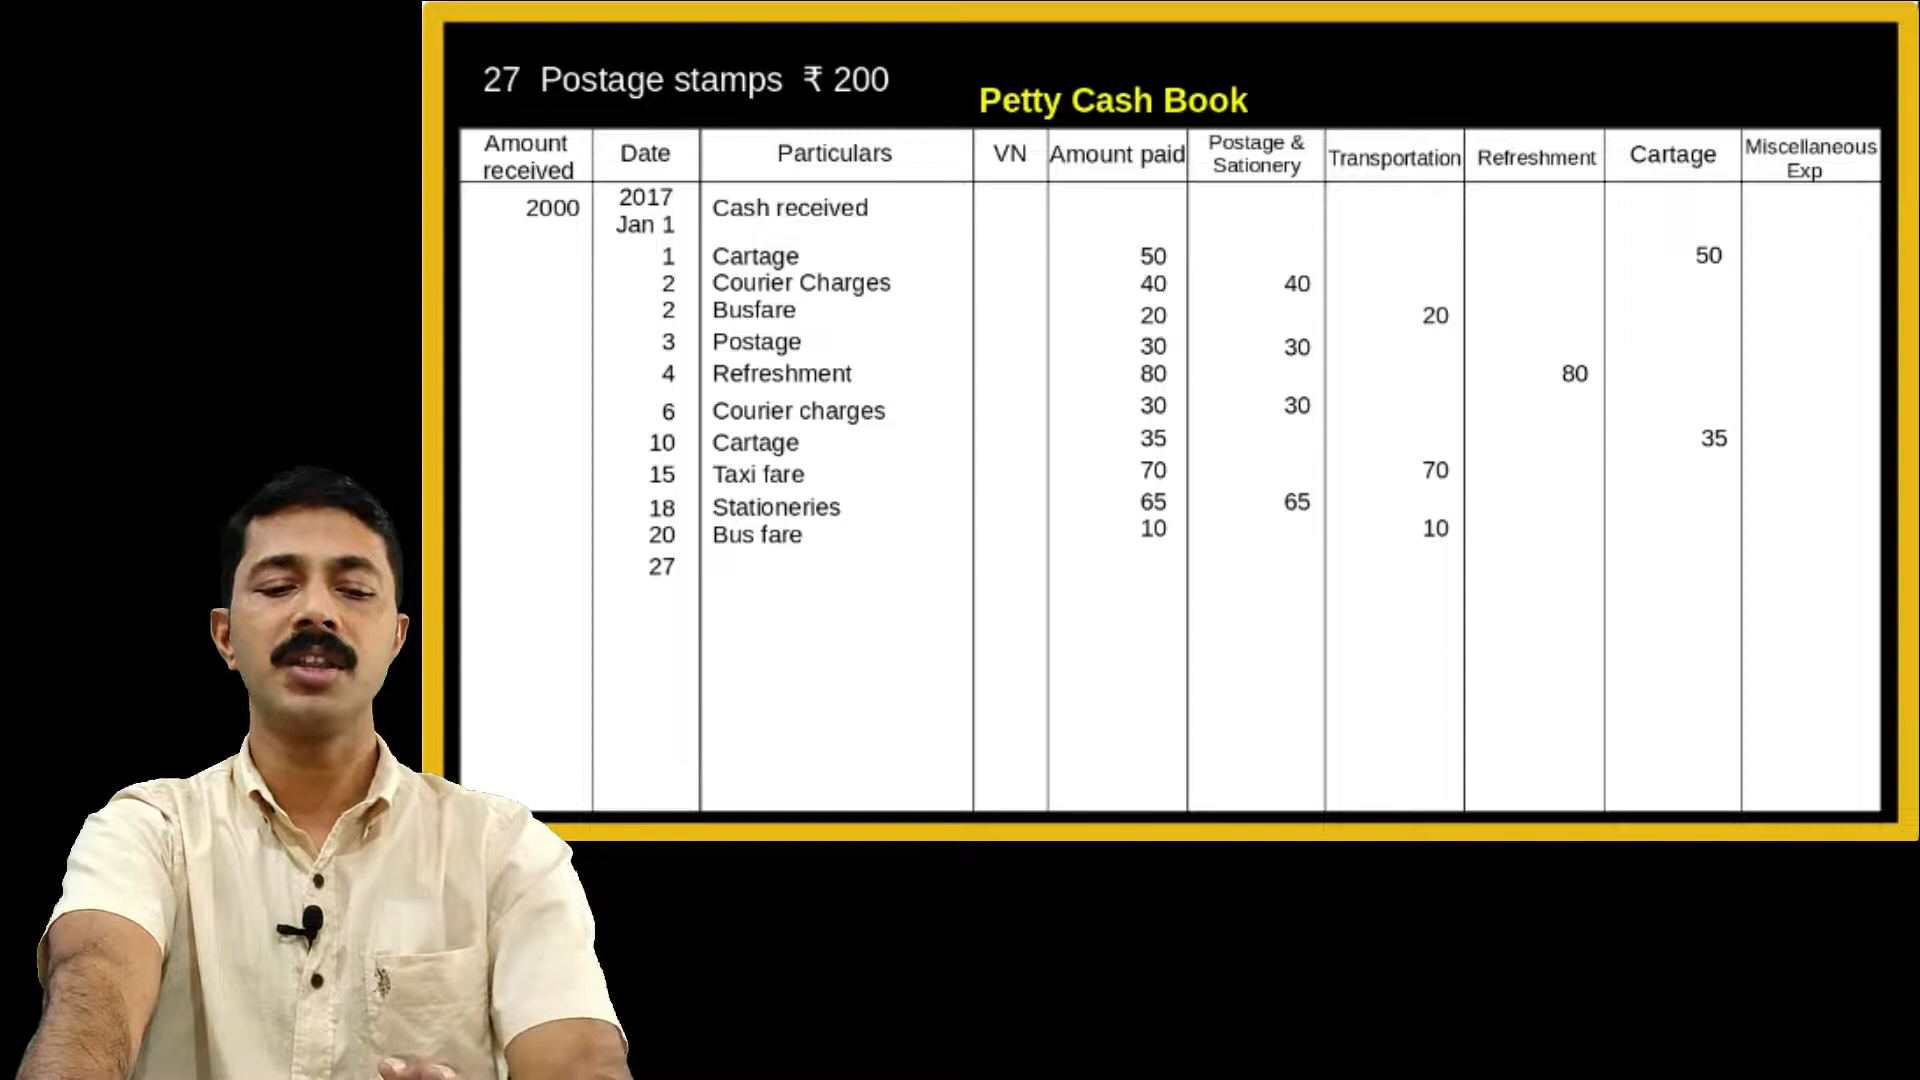 27 Postage stamps ₹ 200
Petty Cash Book
Amount received Date Particulars VN Amount paid Postage & Sationery Transportation Refreshment Cartage Miscellaneous Exp
2000 2017 Jan 1 Cash received
1 Cartage 50 50
2 Courier Charges 40 40
2 Busfare 20 20
3 Postage 30 30
4 Refreshment 80 80
6 Courier charges 30 30
10 Cartage 35 35
15 Taxi fare 70 70
18 Stationeries 65 65
20 Bus fare 10 10
27